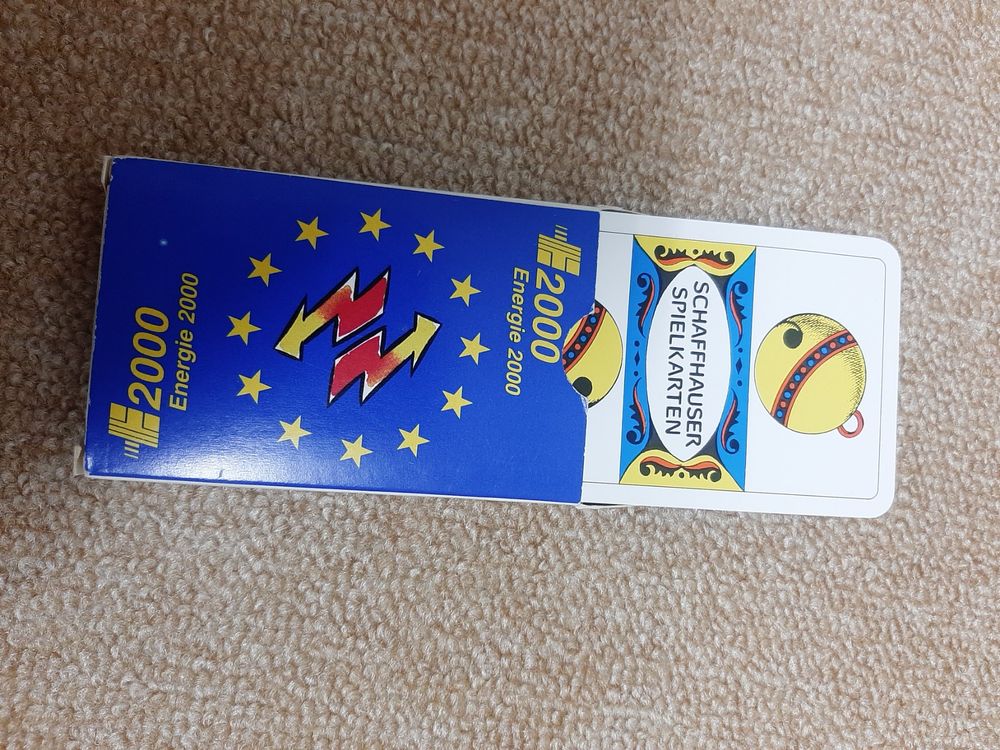 2000
Energie 2000
2000
Energie 2000
SCHAFFHAUSER
SPIELKARTEN